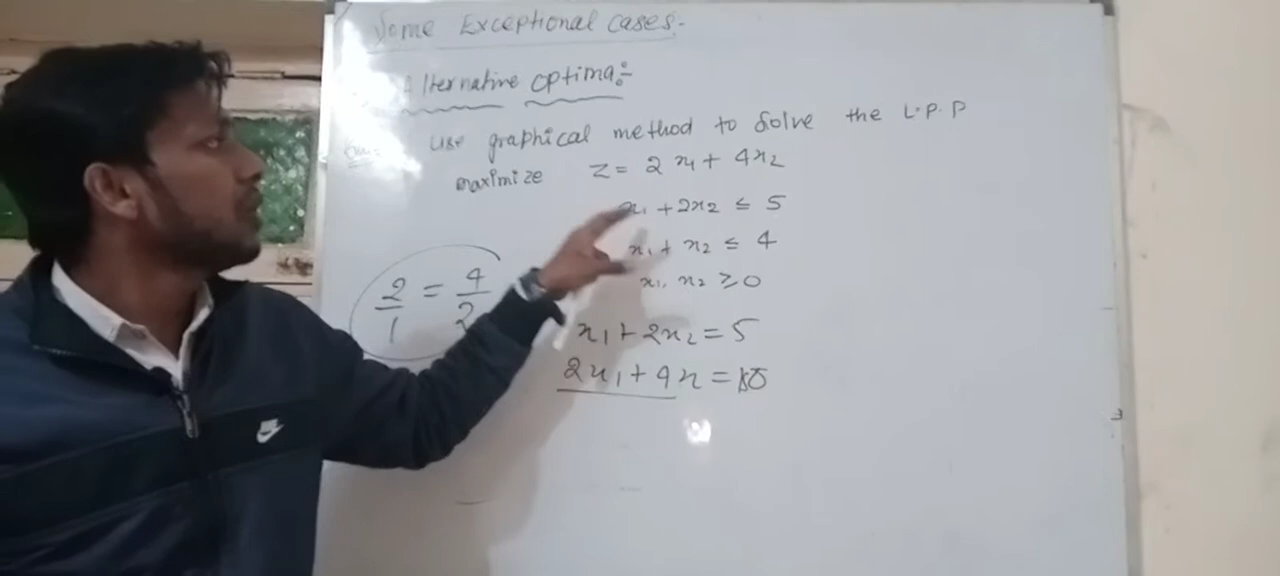 Some Exceptional cases:-
Alternative optima:-
Use graphical method to solve the L.P.P
maximize Z = 2x1 + 4x2
x1 + 2x2 ≤ 5
x1 + x2 ≤ 4
x1, x2 ≥ 0
2/1 = 4/2
x1 + 2x2 = 5
2x1 + 4x = 10